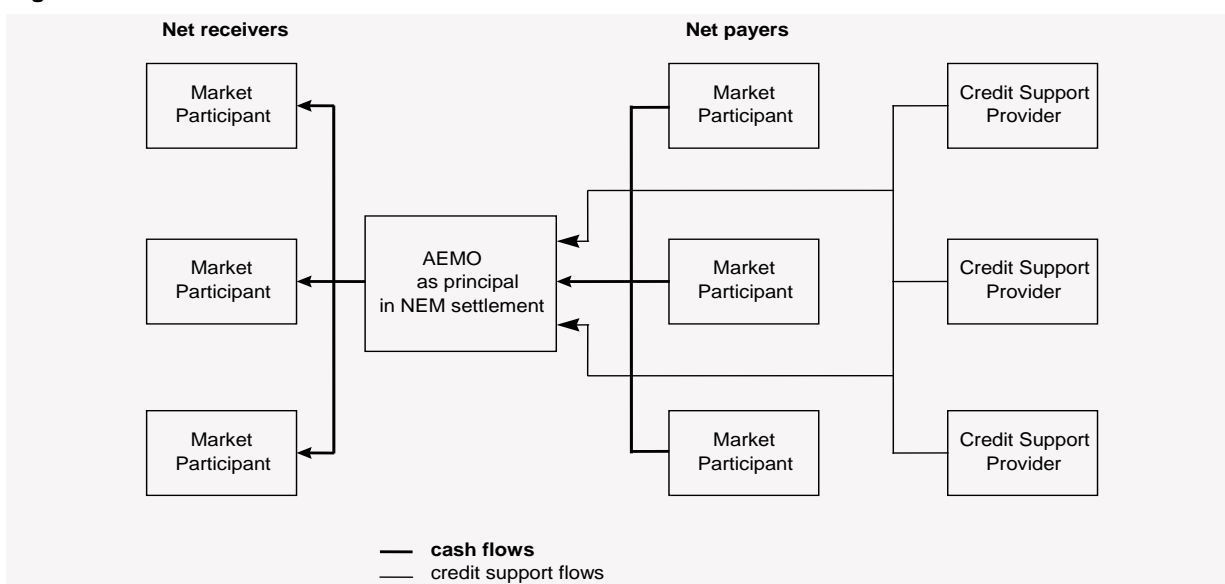 Net receivers
Net payers
Market
Participant
Market
Participant
Credit Support
Provider
Market
Participant
AEMO
as principal
in NEM settlement
Market
Participant
Credit Support
Provider
Market
Participant
Market
Participant
Credit Support
Provider
cash flows
credit support flows